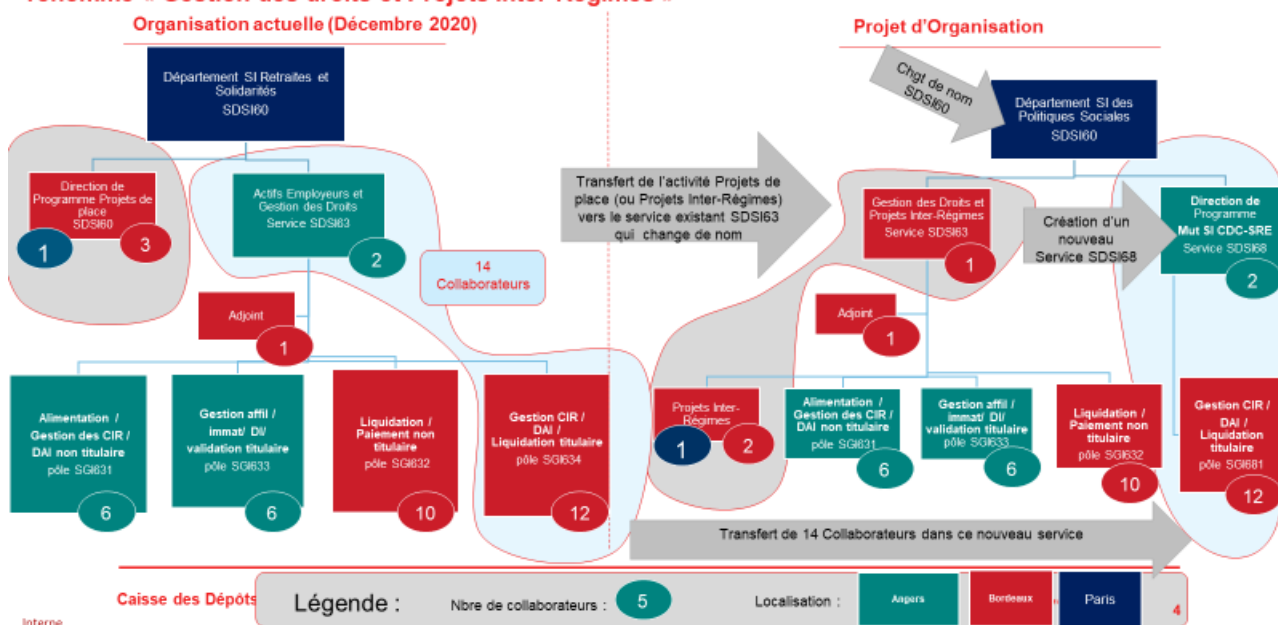 renommé « Gestion des droits et Projets Inter-Régimes »
Organisation actuelle (Décembre 2020)
Département SI Retraites et
Solidarités
SDSI60
Direction de
Programme Projets de
place
SDSI60
1
3
Actifs Employeurs et
Gestion des Droits
Service SDSI63
2
14
Collaborateurs
Adjoint
1
Alimentation /
Gestion des CIR /
DAI non titulaire
pôle SGI631
6
Gestion affil /
immat/ DI/
validation titulaire
pôle SGI633
6
Liquidation /
Paiement non
titulaire
pôle SGI632
10
Gestion CIR /
DAI /
Liquidation titulaire
pôle SGI634
12
Projet d'Organisation
Chgt de nom
SDSI60
Département SI des
Politiques Sociales
SDSI60
Transfert de l'activité Projets de
place (ou Projets Inter-Régimes)
vers le service existant SDSI63
qui change de nom
Gestion des Droits et
Projets Inter-Régimes
Service SDSI63
1
Création d'un
nouveau
Service SDSI68
Direction de
Programme
Mut SI CDC-SRE
Service SDSI68
2
Adjoint
1
Projets Inter-
Régimes
1
2
Alimentation /
Gestion des CIR /
DAI non titulaire
pôle SGI631
6
Gestion affil /
immat/ DI/
validation titulaire
pôle SGI633
6
Liquidation /
Paiement non
titulaire
pôle SGI632
10
Gestion CIR /
DAI /
Liquidation
titulaire
pôle SGI681
12
Transfert de 14 Collaborateurs dans ce nouveau service
Caisse des Dépôts
Légende :
Nbre de collaborateurs :
5
Localisation :
Angers
Bordeaux
Paris
4
Interne